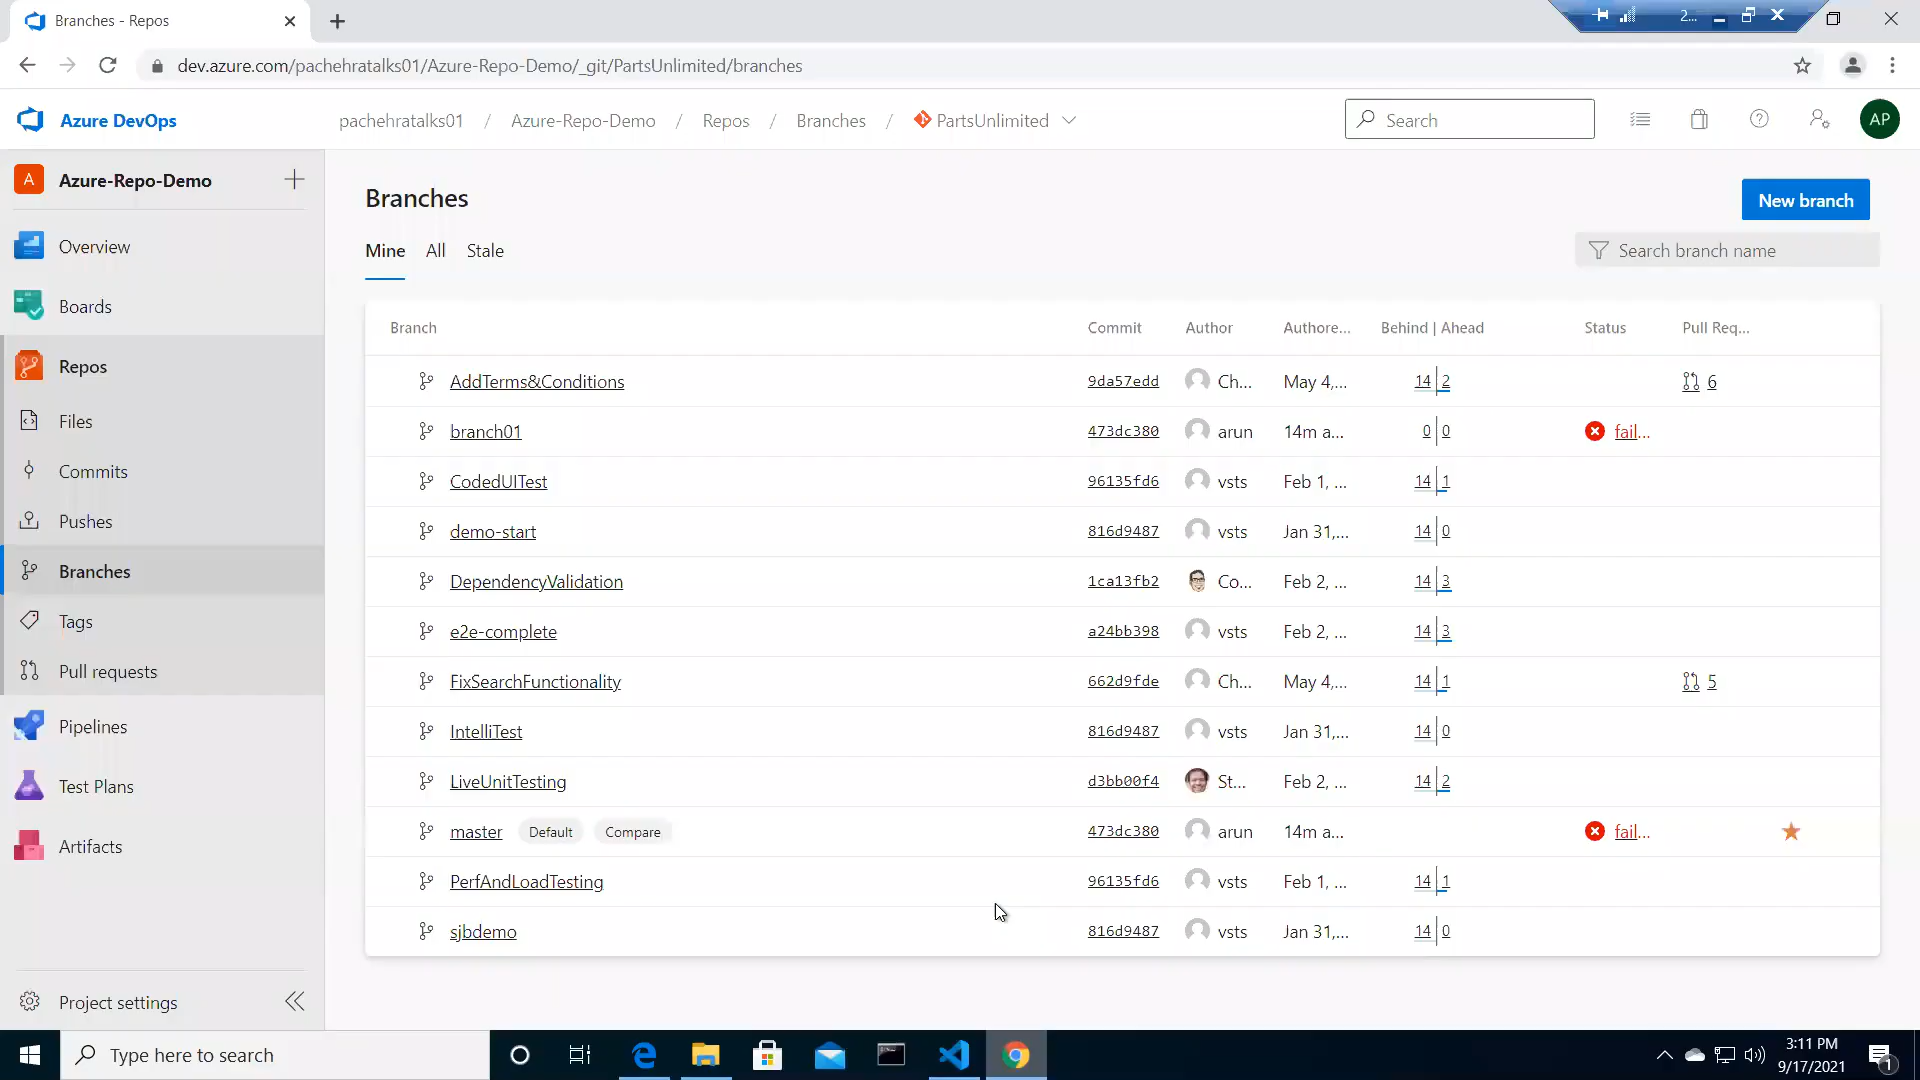 Branches - Repos
2...
dev.azure.com/pachehratalks01/Azure-Repo-Demo/_git/PartsUnlimited/branches
Azure DevOps
pachehratalks01 / Azure-Repo-Demo / Repos / Branches / PartsUnlimited
Search
AP
A Azure-Repo-Demo
Overview
Boards
Repos
Files
Commits
Pushes
Branches
Tags
Pull requests
Pipelines
Test Plans
Artifacts
Project settings
Branches
New branch
Mine All Stale
Search branch name
Branch Commit Author Authore... Behind | Ahead Status Pull Req...
AddTerms&Conditions 9da57edd Ch... May 4,... 14 2 6
branch01 473dc380 arun 14m a... 0 0 fail...
CodedUITest 96135fd6 vsts Feb 1, ... 14 1
demo-start 816d9487 vsts Jan 31,... 14 0
DependencyValidation 1ca13fb2 Co... Feb 2, ... 14 3
e2e-complete a24bb398 vsts Feb 2, ... 14 3
FixSearchFunctionality 662d9fde Ch... May 4,... 14 1 5
IntelliTest 816d9487 vsts Jan 31,... 14 0
LiveUnitTesting d3bb00f4 St... Feb 2, ... 14 2
master Default Compare 473dc380 arun 14m a... fail...
PerfAndLoadTesting 96135fd6 vsts Feb 1, ... 14 1
sjbdemo 816d9487 vsts Jan 31,... 14 0
Type here to search
3:11 PM
9/17/2021
1